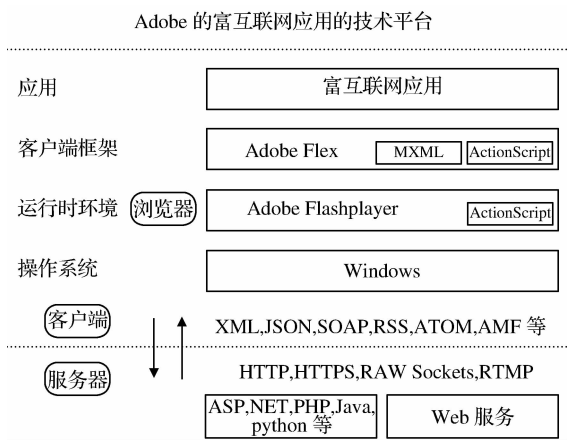 Adobe 的富互联网应用的技术平台
应用 富互联网应用
客户端框架 Adobe Flex MXML ActionScript
运行时环境 浏览器 Adobe Flashplayer ActionScript
操作系统 Windows
客户端 XML,JSON,SOAP,RSS,ATOM,AMF 等
服务器 HTTP,HTTPS,RAW Sockets,RTMP
ASP,NET,PHP,Java,
python 等
Web 服务